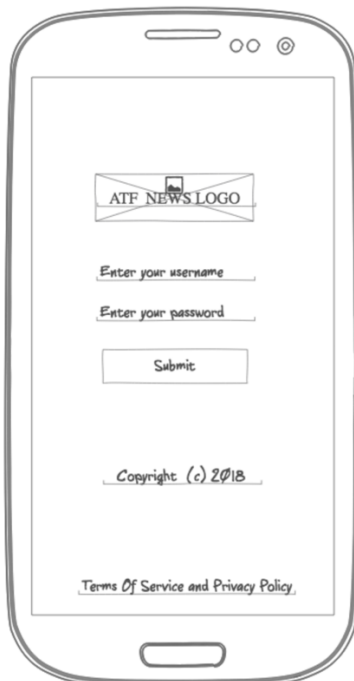 ATF NEWS LOGO
Enter your username
Enter your password
Submit
Copyright (c) 2018
Terms Of Service and Privacy Policy